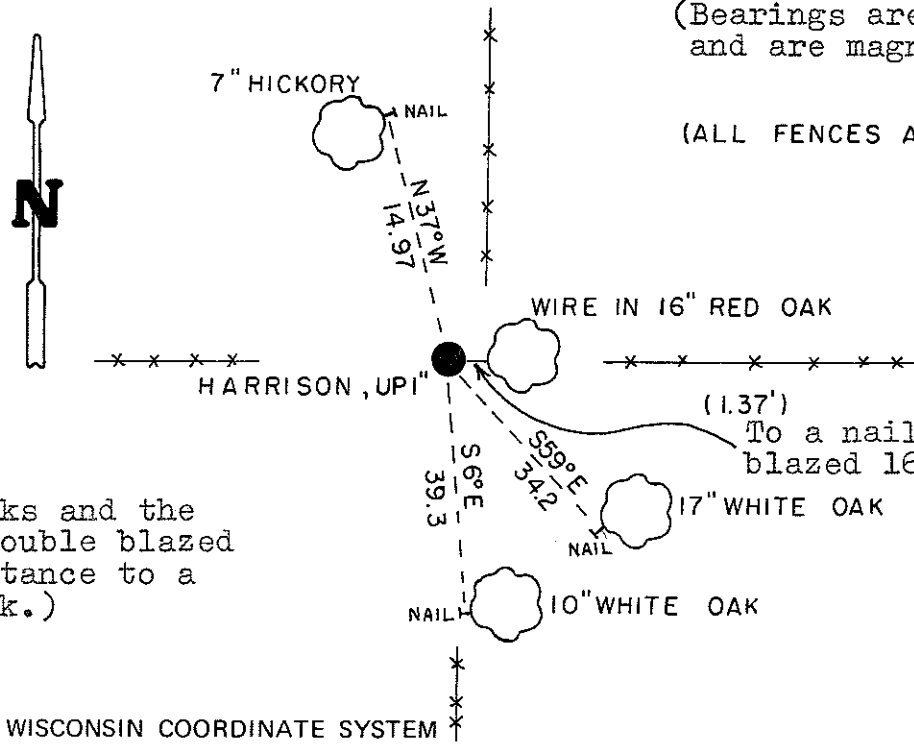 (Bearings are
and are magn
7" HICKORY
NAIL
(ALL FENCES A
N
N 37° W
14.97
WIRE IN 16" RED OAK
HARRISON , UP1"
(1.37')
To a nail
blazed 16
S 6° E
39.3
S59°E
34.2
17" WHITE OAK
NAIL
ks and the
ouble blazed
tance to a
k.)
NAIL
10" WHITE OAK
WISCONSIN COORDINATE SYSTEM